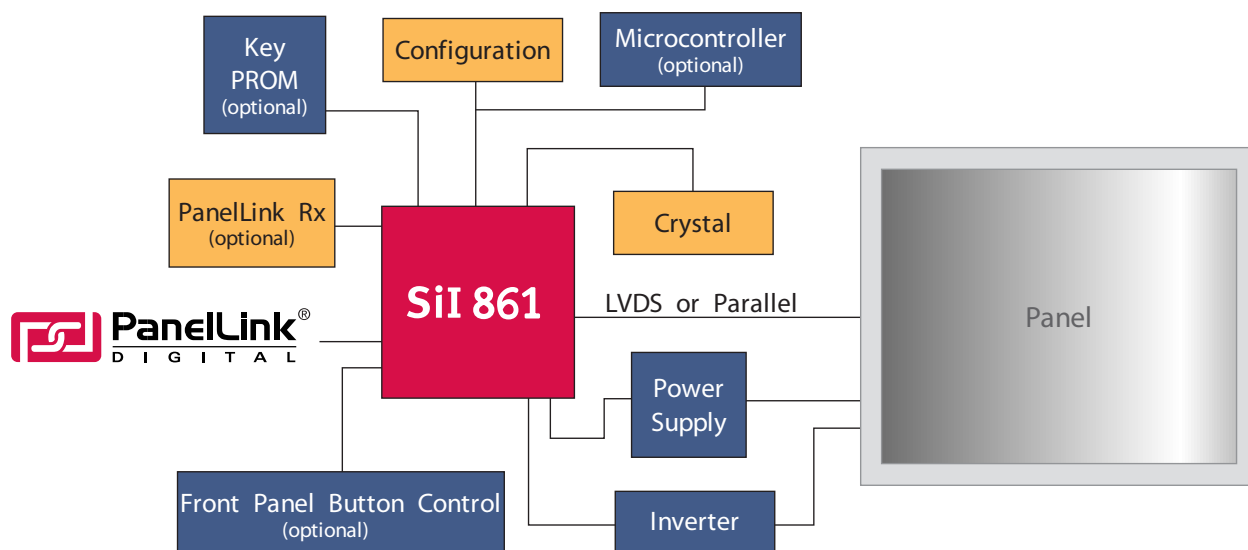 Key
PROM
(optional)
Configuration
Microcontroller
(optional)
PanelLink Rx
(optional)
Crystal
SiI 861
LVDS or Parallel
Panel
PanelLink®
DIGITAL
Power
Supply
Front Panel Button Control
(optional)
Inverter